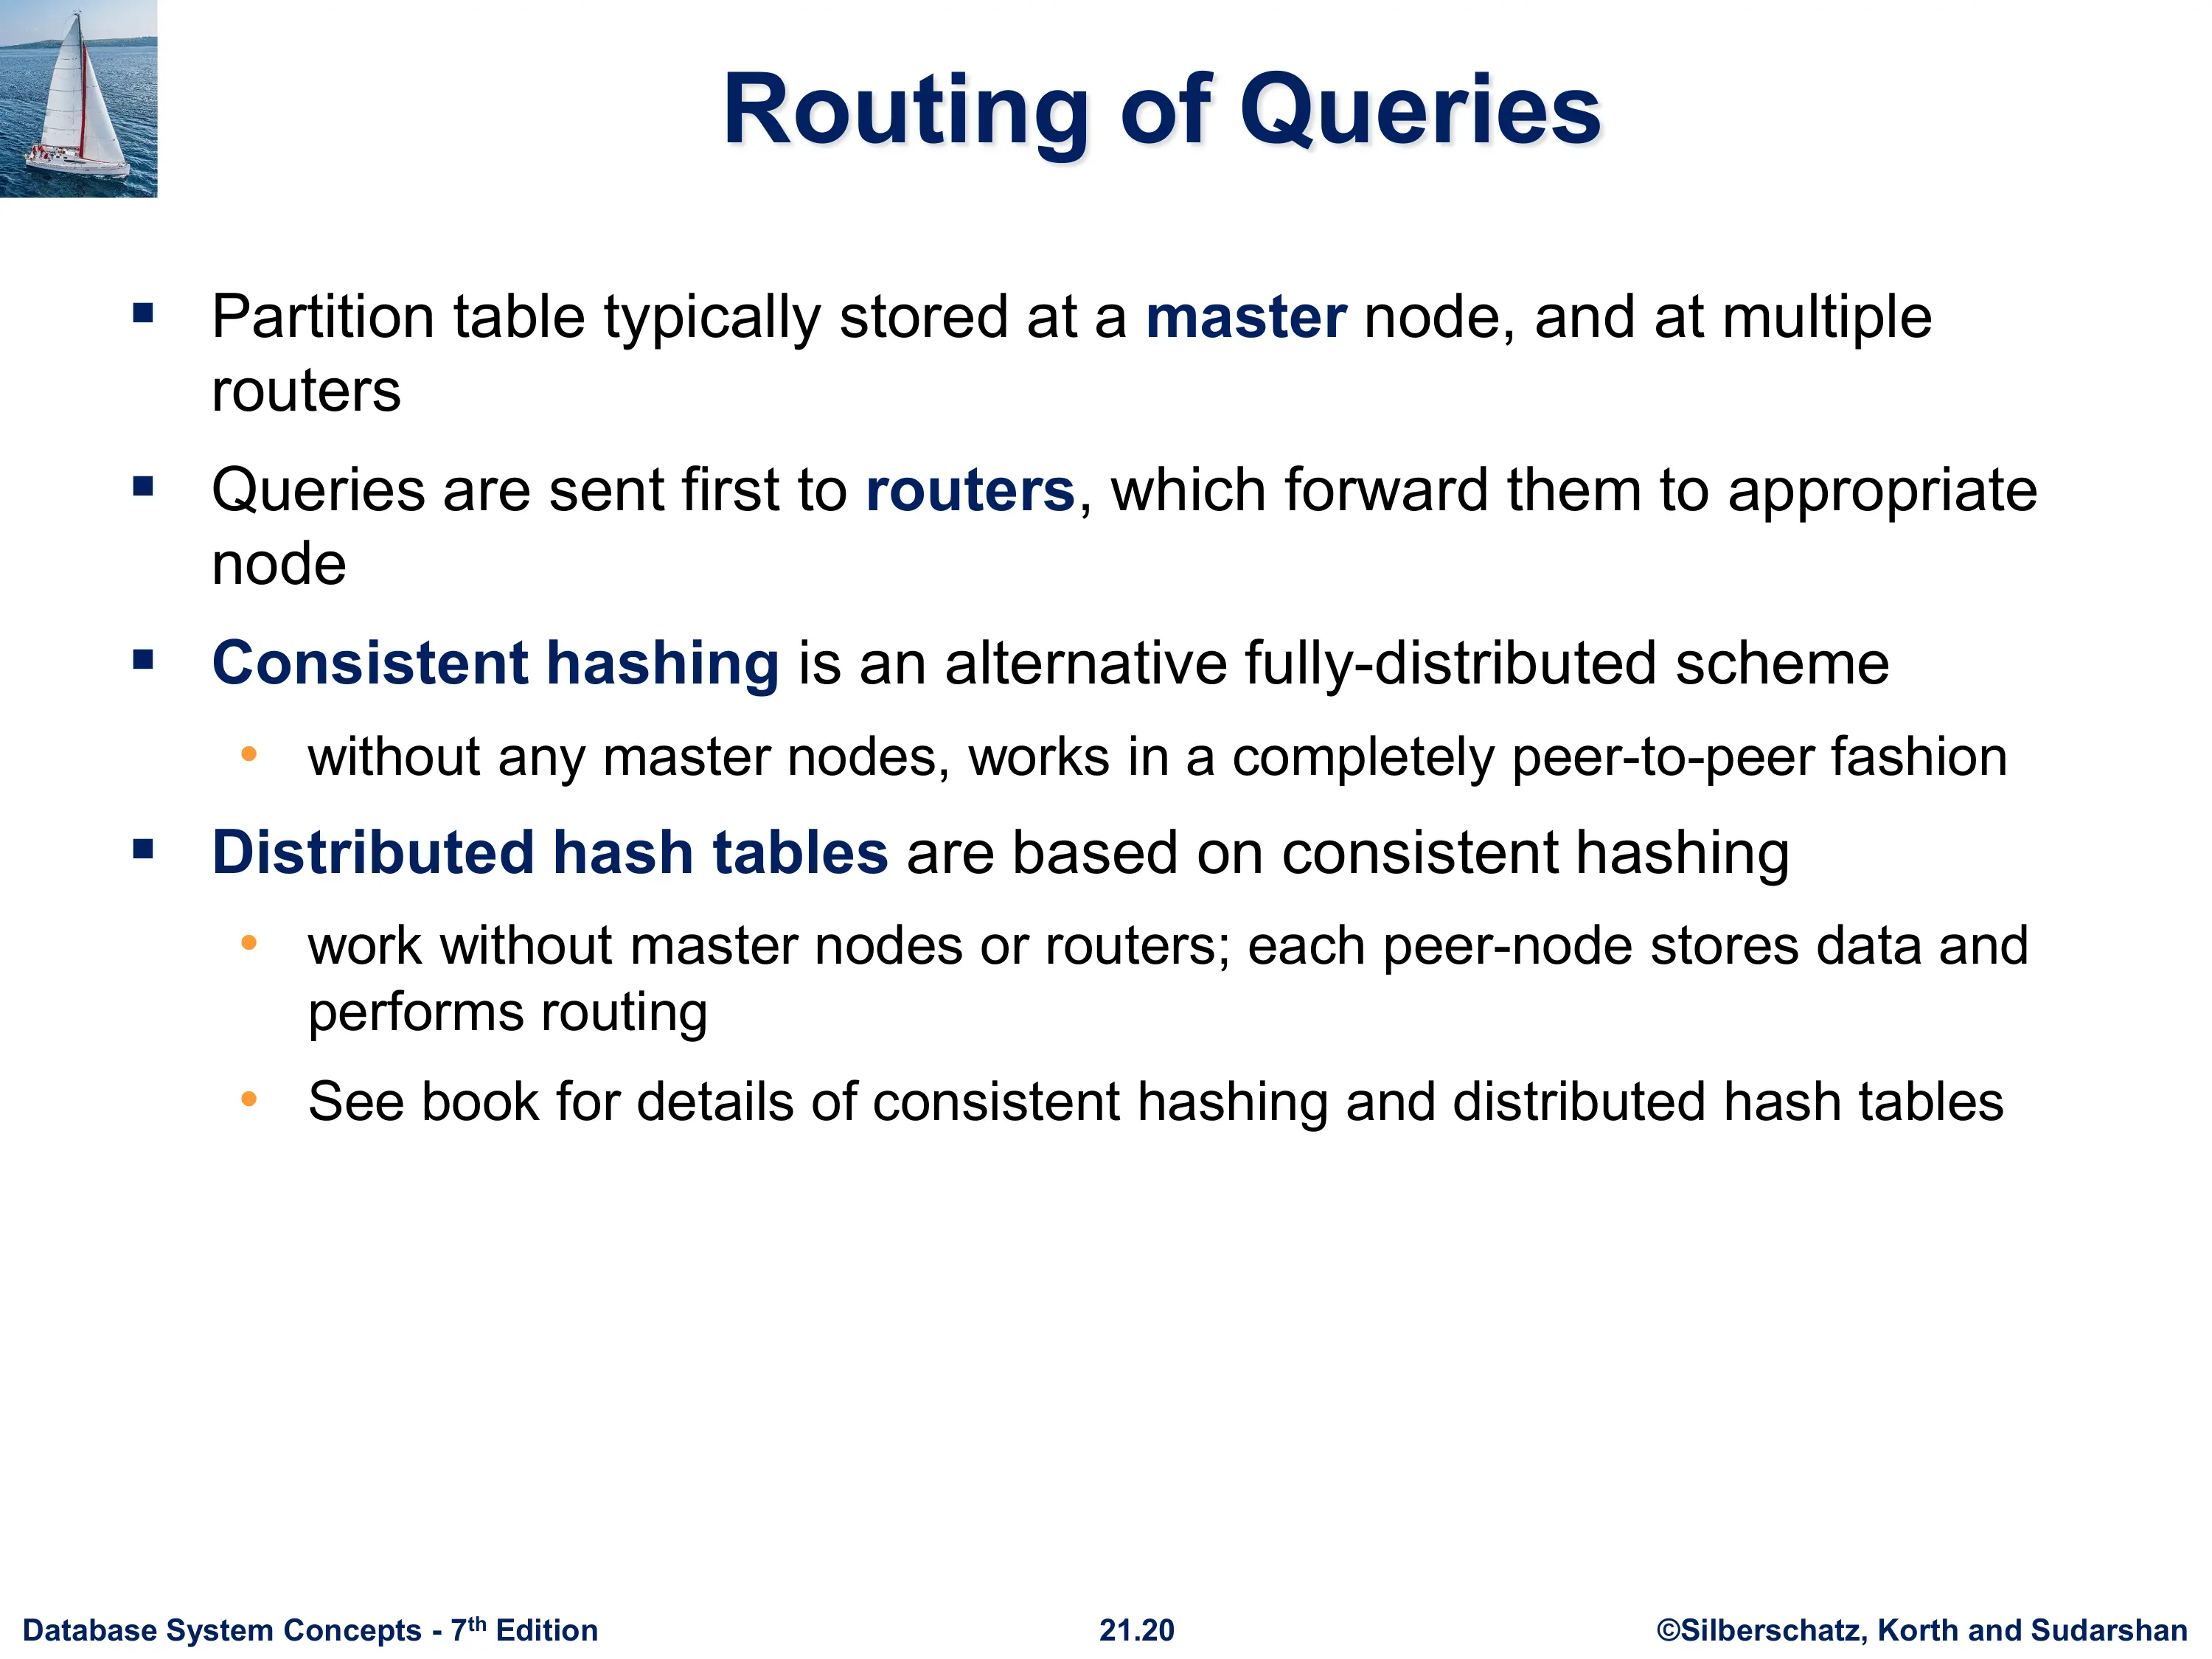 Routing of Queries
▪ Partition table typically stored at a master node, and at multiple
routers
▪ Queries are sent first to routers, which forward them to appropriate
node
▪ Consistent hashing is an alternative fully-distributed scheme
• without any master nodes, works in a completely peer-to-peer fashion
▪ Distributed hash tables are based on consistent hashing
• work without master nodes or routers; each peer-node stores data and
performs routing
• See book for details of consistent hashing and distributed hash tables
Database System Concepts - 7th Edition
21.20
©Silberschatz, Korth and Sudarshan